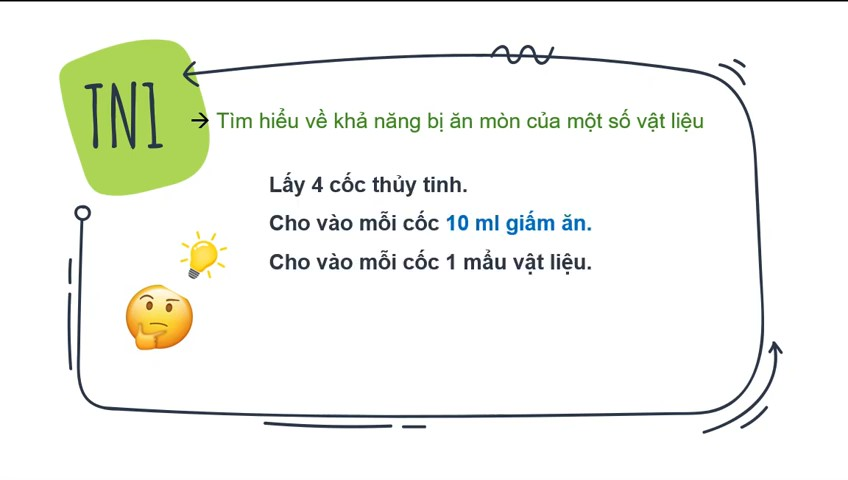 TN1
→ Tìm hiểu về khả năng bị ăn mòn của một số vật liệu
Lấy 4 cốc thủy tinh.
Cho vào mỗi cốc 10 ml giấm ăn.
Cho vào mỗi cốc 1 mẩu vật liệu.